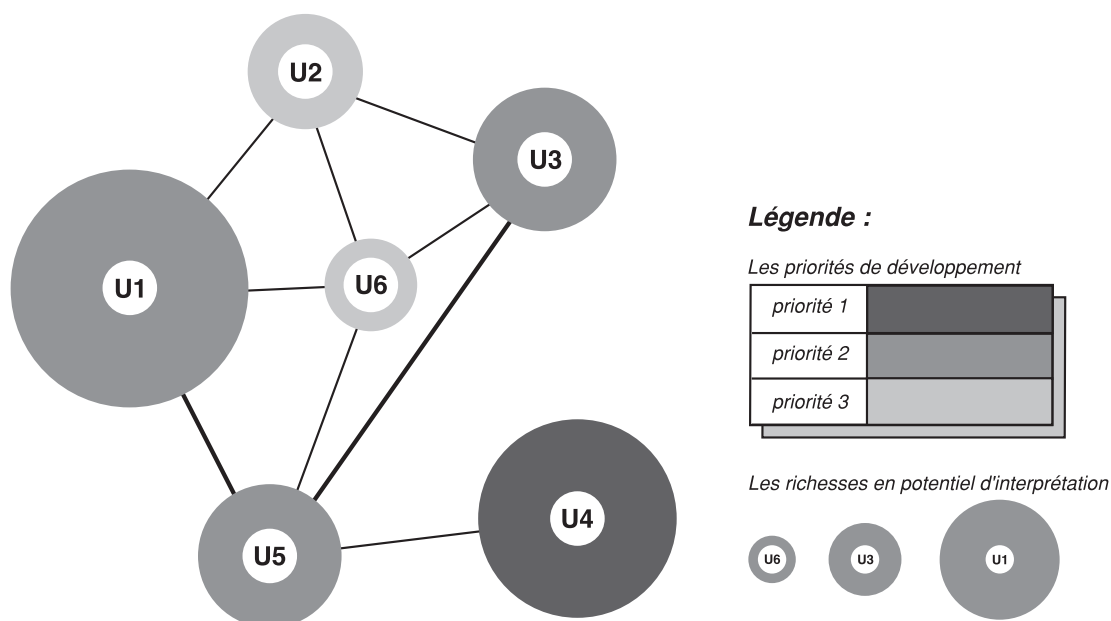 U2
U3
U1
U6
U5
U4
Légende :
Les priorités de développement
priorité 1
priorité 2
priorité 3
Les richesses en potentiel d'interprétation
U6 U3 U1